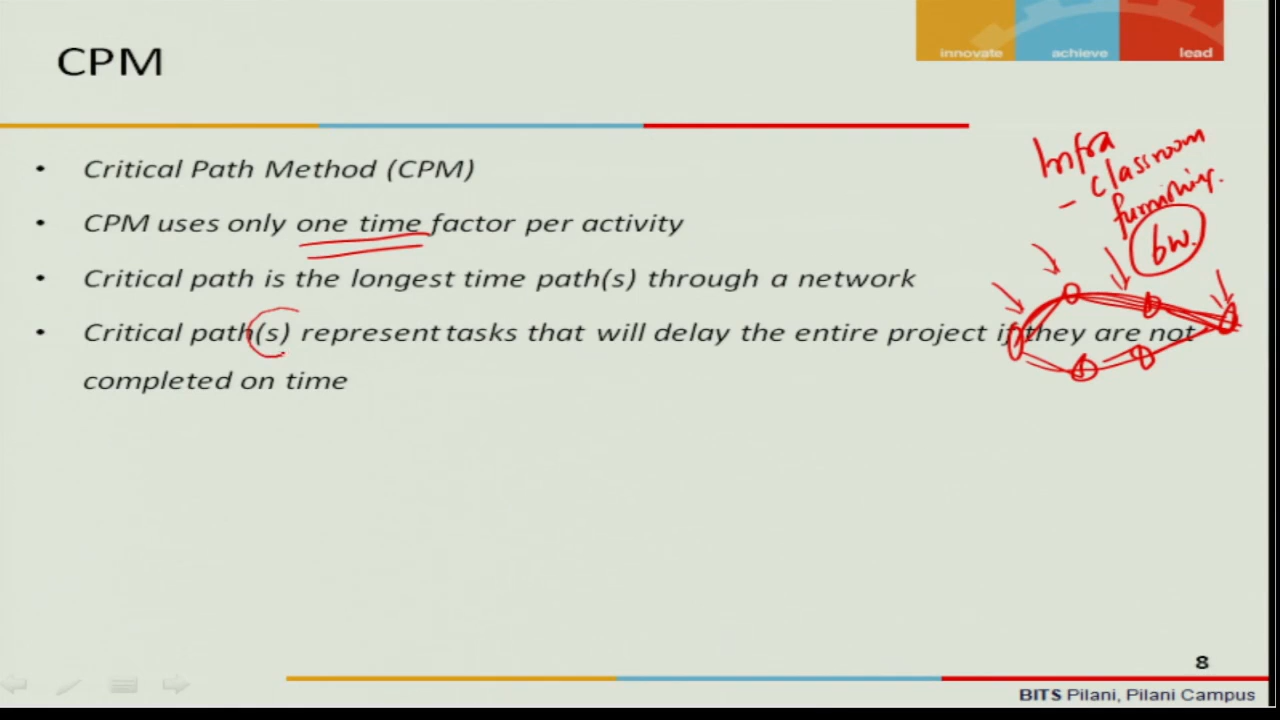 innovate achieve lead
CPM
• Critical Path Method (CPM)
• CPM uses only one time factor per activity
• Critical path is the longest time path(s) through a network
• Critical path(s) represent tasks that will delay the entire project if they are not
completed on time
Infra
- classroom
furnishing.
6w.
8
BITS Pilani, Pilani Campus